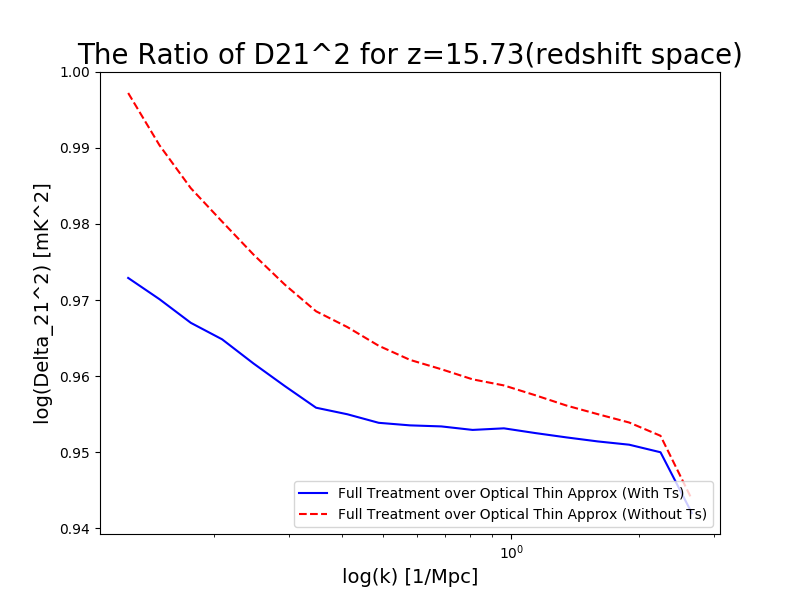 The Ratio of D21^2 for z=15.73(redshift space)
1.00
0.99
0.98
0.97
0.96
0.95
0.94
log(Delta_21^2) [mK^2]
Full Treatment over Optical Thin Approx (With Ts)
Full Treatment over Optical Thin Approx (Without Ts)
10^0
log(k) [1/Mpc]